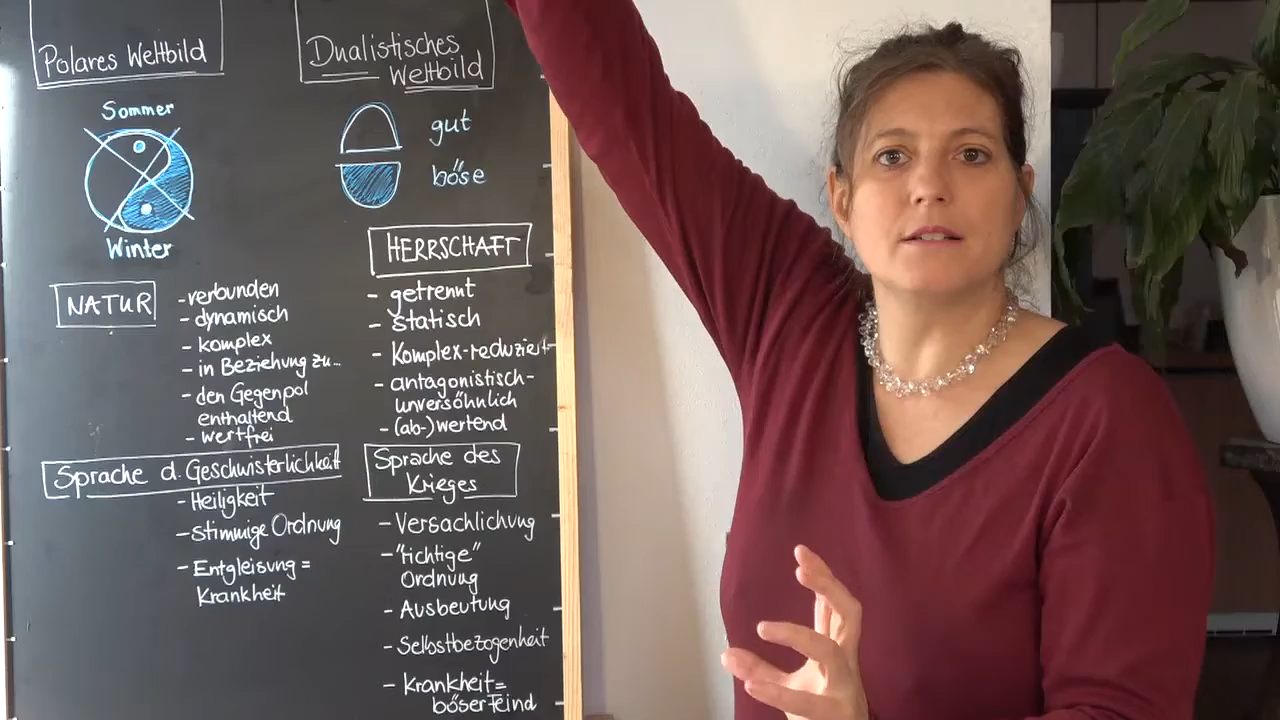 Polares Weltbild
Sommer
Winter
NATUR
- verbunden
- dynamisch
- komplex
- in Beziehung zu...
- den Gegenpol
enthaltend
- wertfrei
Sprache d. Geschwisterlichkeit
- Heiligkeit
- Stimmige Ordnung
- Entgleisung =
Krankheit
Dualistisches
Weltbild
gut
böse
HERRSCHAFT
- getrennt
- statisch
- Komplex-reduziert
- antagonistisch-
unversöhnlich
- (ab-)wertend
Sprache des
Krieges
- Versachlichung
- "richtige"
Ordnung
- Ausbeutung
- Selbstbezogenheit
- Krankheit =
böser Feind